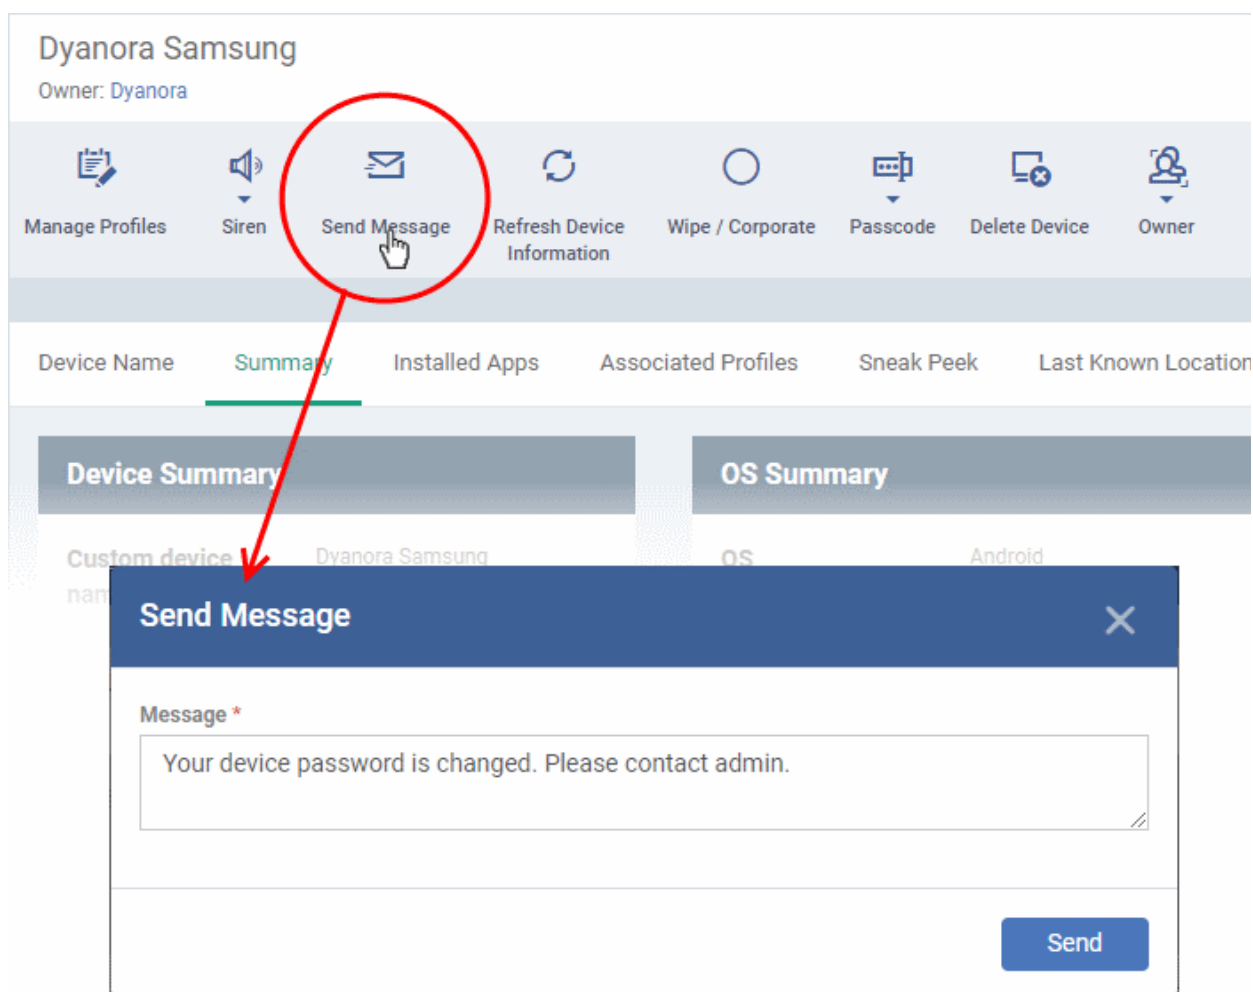 Dyanora Samsung
Owner: Dyanora
Manage Profiles
Siren
Send Message
Refresh Device
Information
Wipe / Corporate
Passcode
Delete Device
Owner
Device Name
Summary
Installed Apps
Associated Profiles
Sneak Peek
Last Known Location
Device Summary
OS Summary
Custom device
Dyanora Samsung
OS
Android
nam
Send Message
Message *
Your device password is changed. Please contact admin.
Send